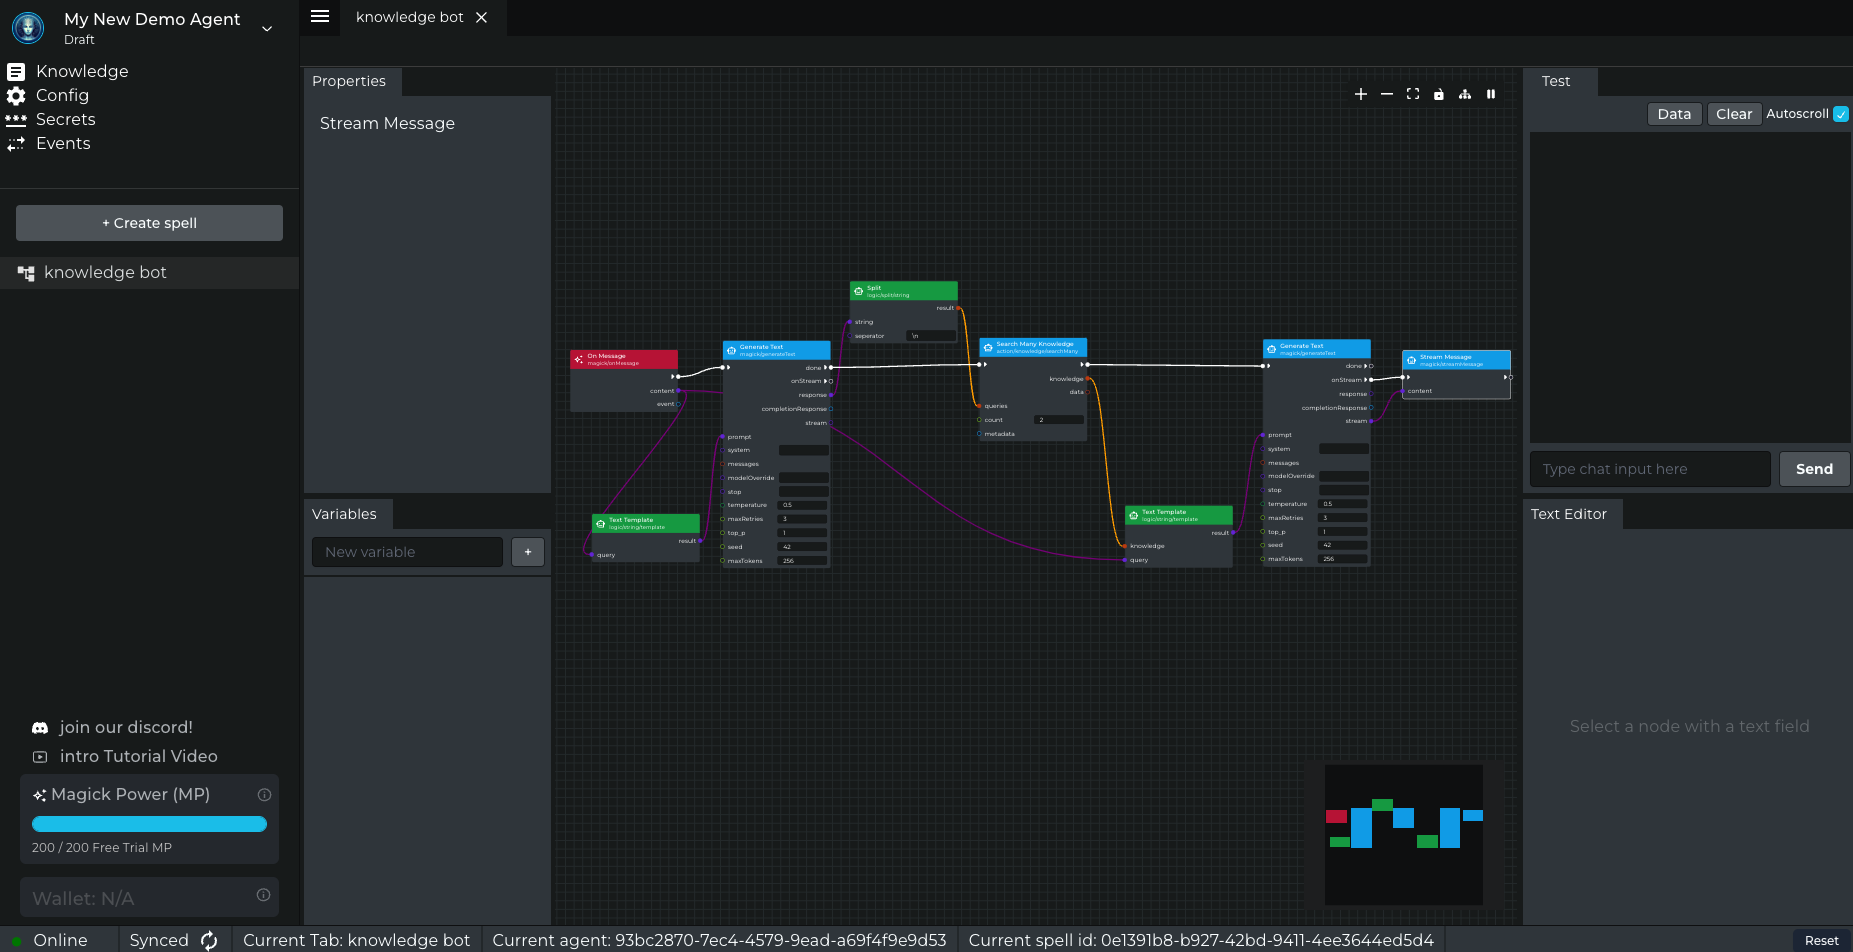 My New Demo Agent
Draft
Knowledge
Config
Secrets
Events
+ Create spell
knowledge bot
join our discord!
intro Tutorial Video
Magick Power (MP)
200 / 200 Free Trial MP
Wallet: N/A
knowledge bot
Properties
Stream Message
Variables
New variable
+
On Message
magick/onMessage
content
event
Text Template
logic/string/template
result
query
Generate Text
magick/generateText
done
onStream
response
completionResponse
stream
prompt
system
messages
modelOverride
stop
temperature 0.5
maxRetries 3
top_p 1
seed 42
maxTokens 256
Split
logic/split/string
result
string
seperator \n
Search Many Knowledge
action/knowledge/searchMany
knowledge
data
queries
count 2
metadata
Text Template
logic/string/template
result
knowledge
query
Generate Text
magick/generateText
done
onStream
response
completionResponse
stream
prompt
system
messages
modelOverride
stop
temperature 0.5
maxRetries 3
top_p 1
seed 42
maxTokens 256
Stream Message
magick/streamMessage
content
Test
Data Clear Autoscroll
Type chat input here
Send
Text Editor
Select a node with a text field
Online
Synced
Current Tab: knowledge bot
Current agent: 93bc2870-7ec4-4579-9ead-a69f4f9e9d53
Current spell id: 0e1391b8-b927-42bd-9411-4ee3644ed5d4
Reset